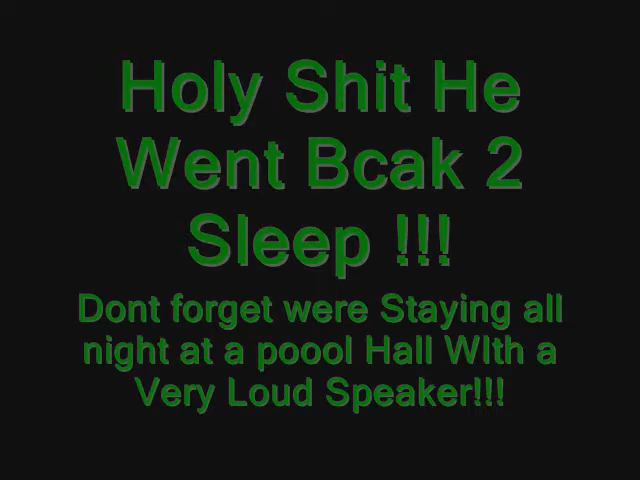 Holy Shit He
Went Bcak 2
Sleep !!!
Dont forget were Staying all
night at a poool Hall WIth a
Very Loud Speaker!!!